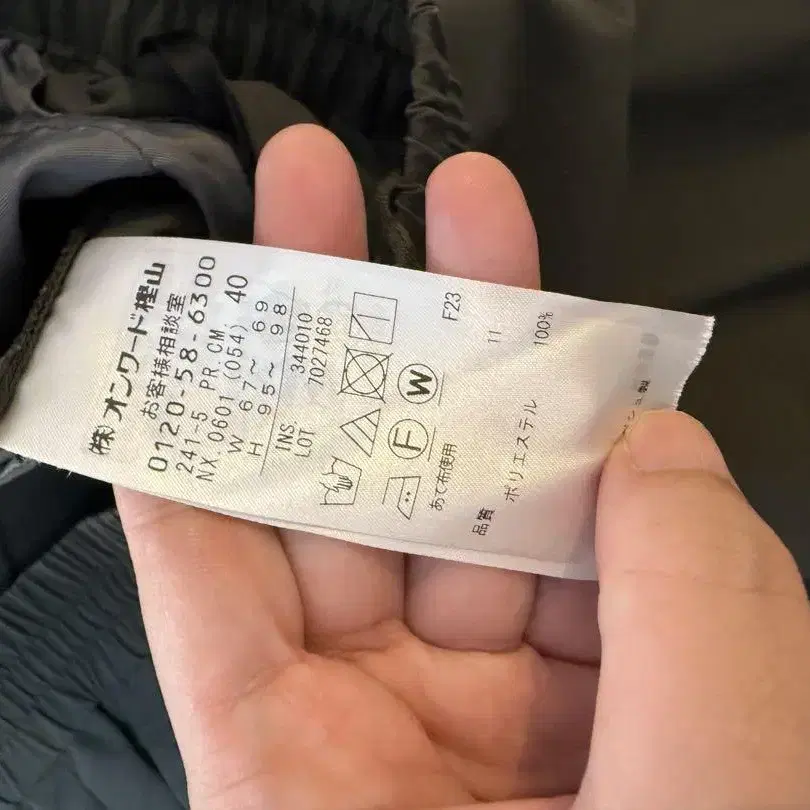 ㈱オンワード樫山
お客様相談室
0120-58-6300
241-5 PR CM
NX.0601 (054) 40
W 67~ 69
H 95~ 98
INS 344010
LOT 7027468
F
W
あて布使用
F23
11
品質 ポリエステル 100%
製